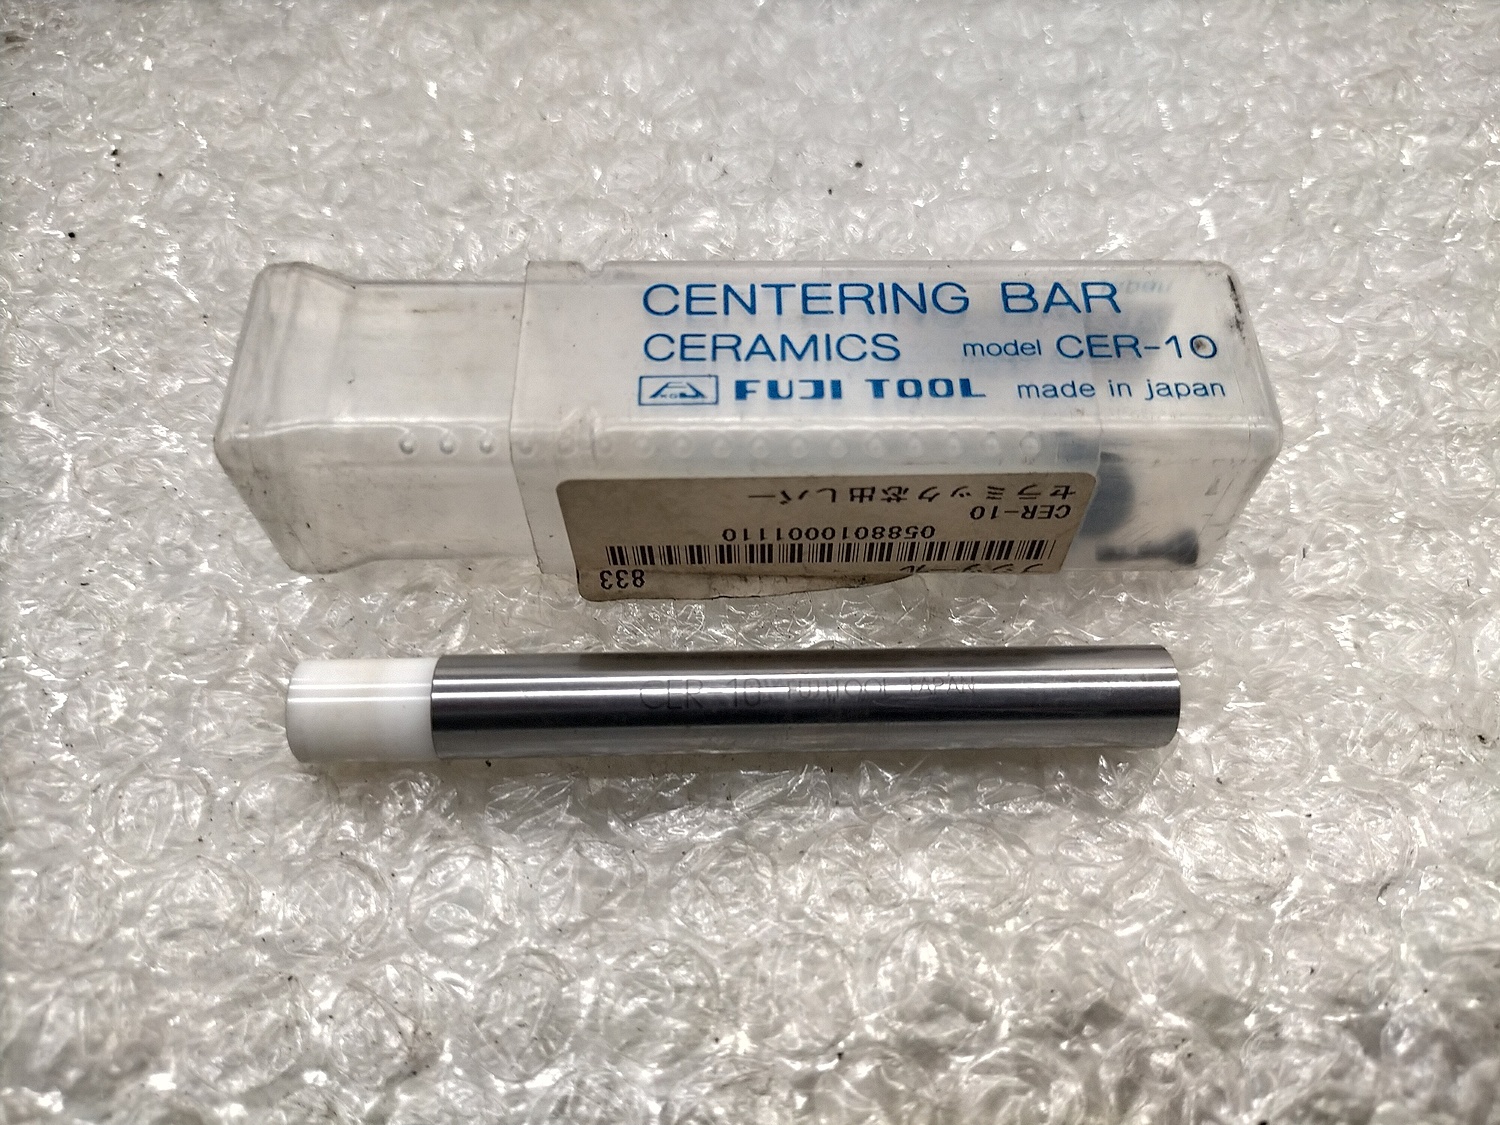 CENTERING BAR
CERAMICS model CER-10
FUJI TOOL made in japan
セラミック芯出しバー
CER-10
0588010001110
833
CER-10 FUJI TOOL JAPAN